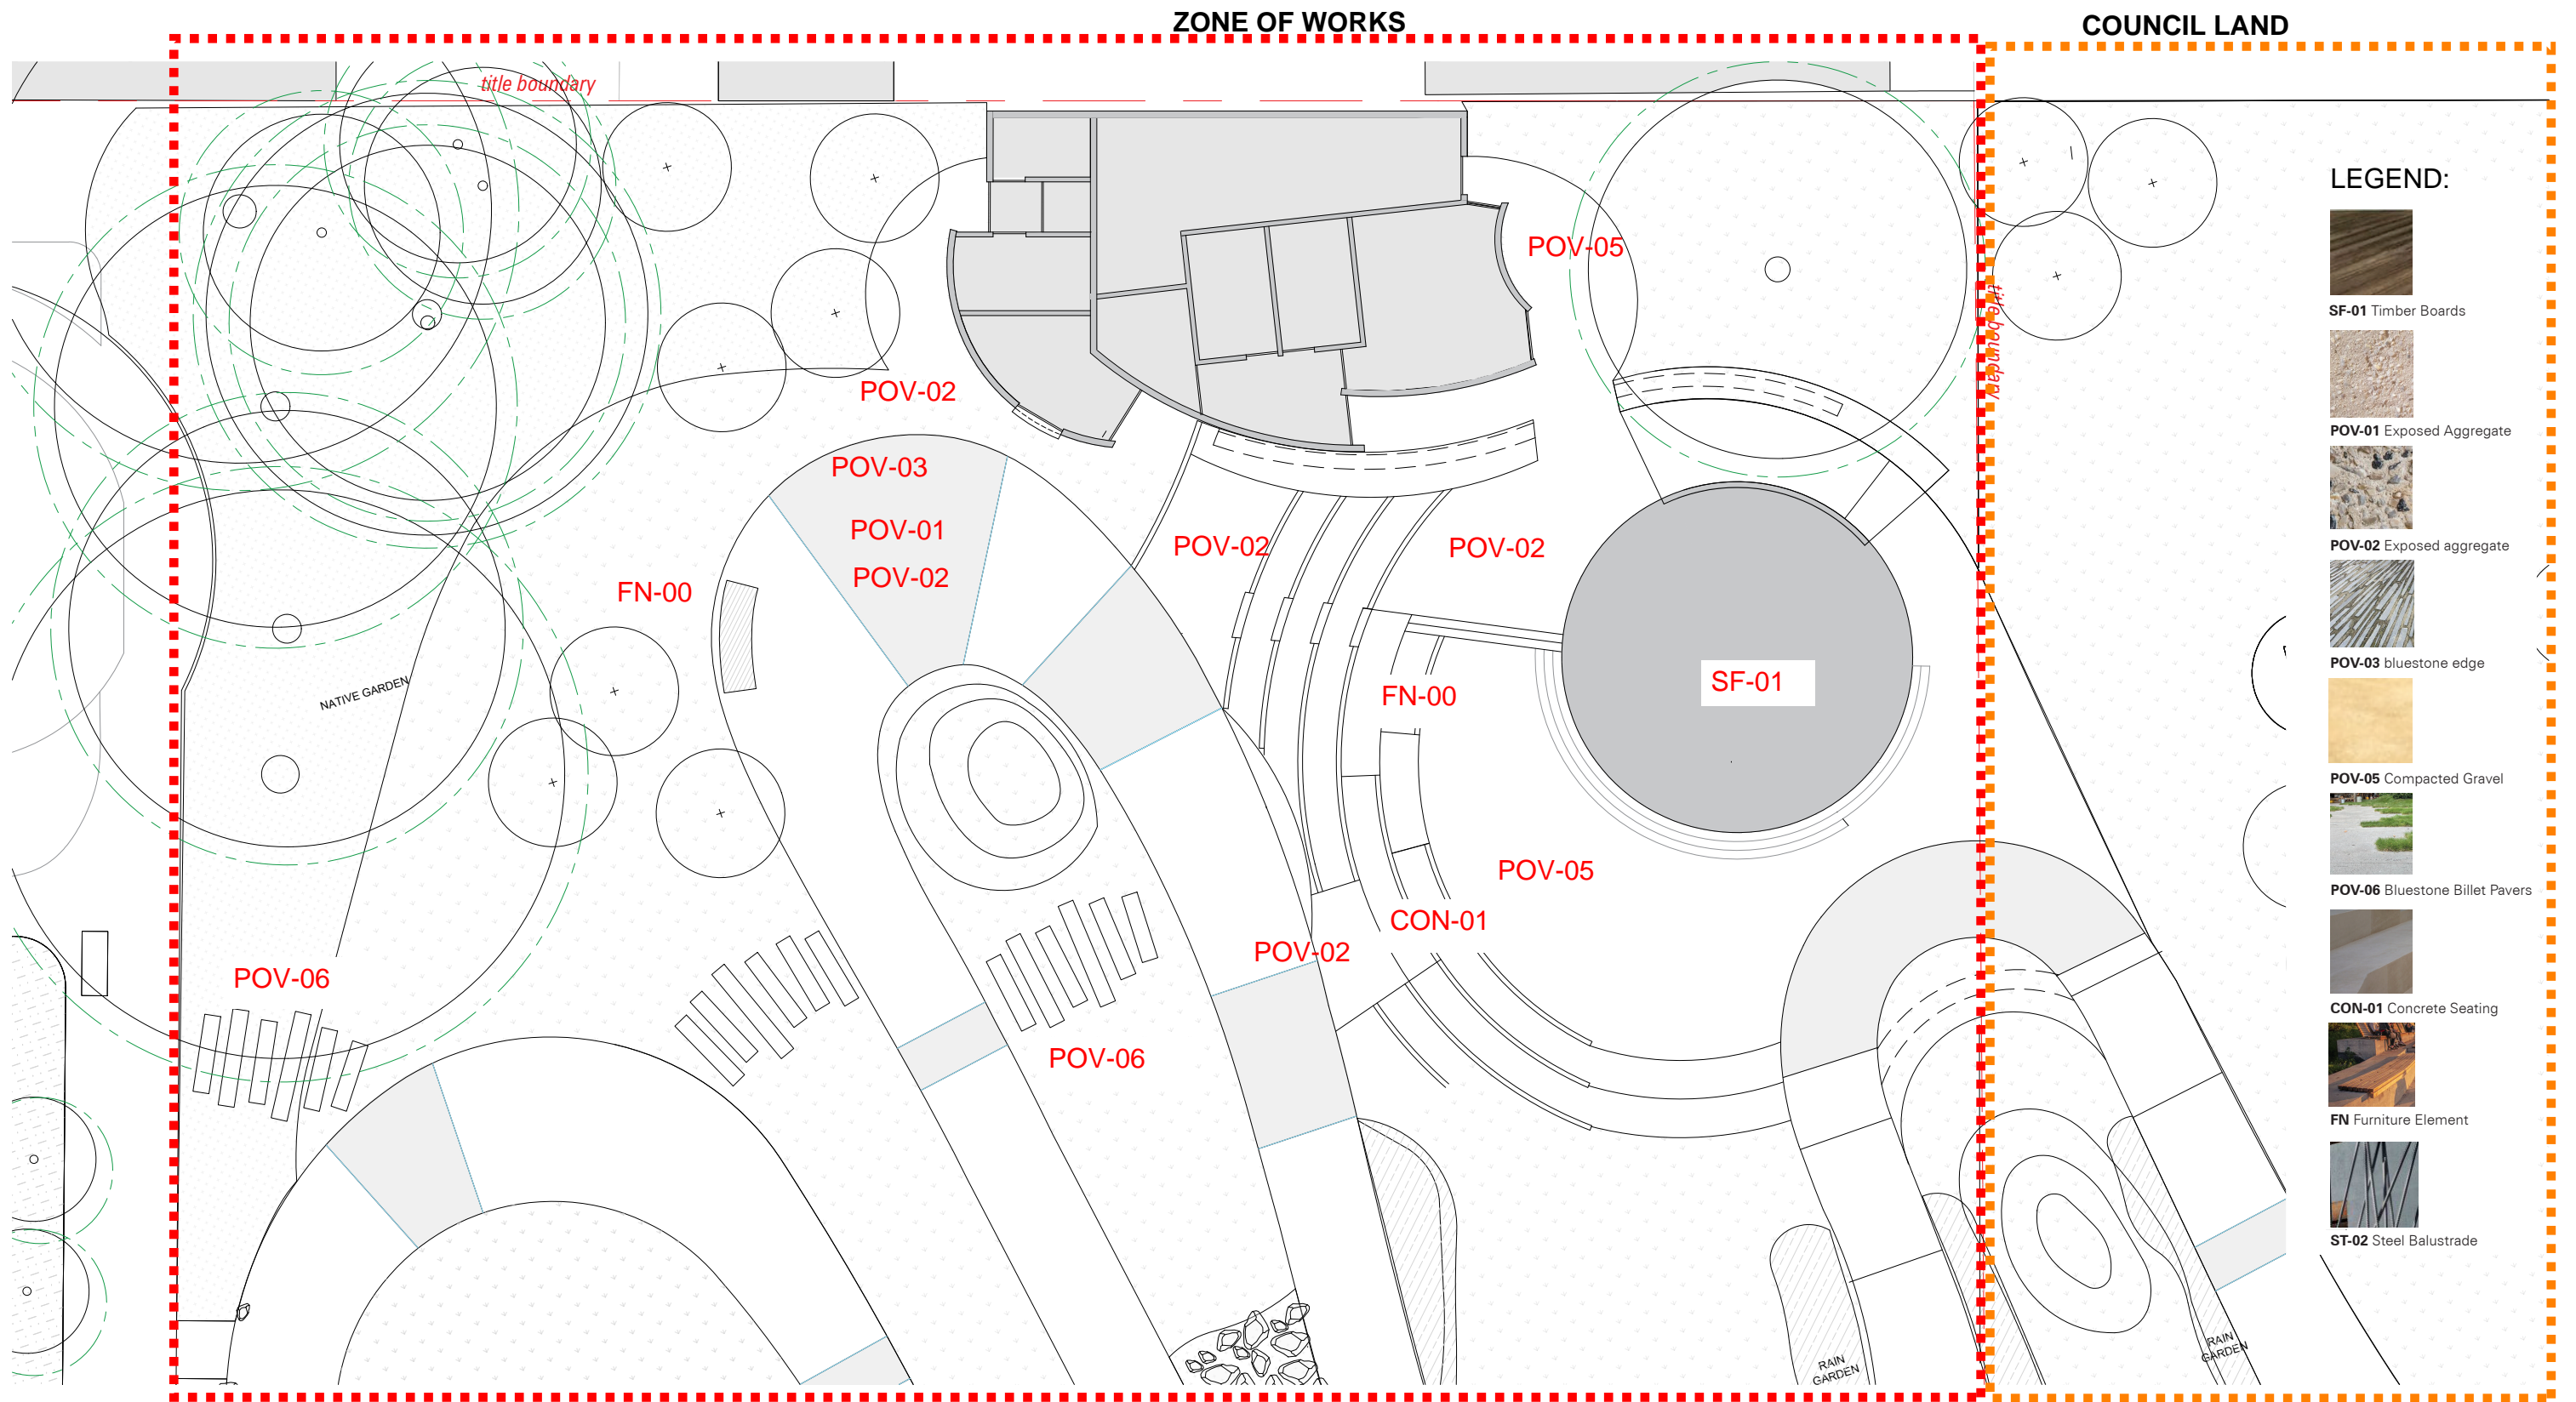 ZONE OF WORKS
COUNCIL LAND
title boundary
POV-05
title boundary
POV-02
POV-03
POV-01
POV-02
FN-00
POV-02
POV-02
NATIVE GARDEN
FN-00
SF-01
POV-05
CON-01
POV-02
POV-06
POV-06
RAIN
GARDEN
RAIN
GARDEN
LEGEND:
SF-01 Timber Boards
POV-01 Exposed Aggregate
POV-02 Exposed aggregate
POV-03 bluestone edge
POV-05 Compacted Gravel
POV-06 Bluestone Billet Pavers
CON-01 Concrete Seating
FN Furniture Element
ST-02 Steel Balustrade